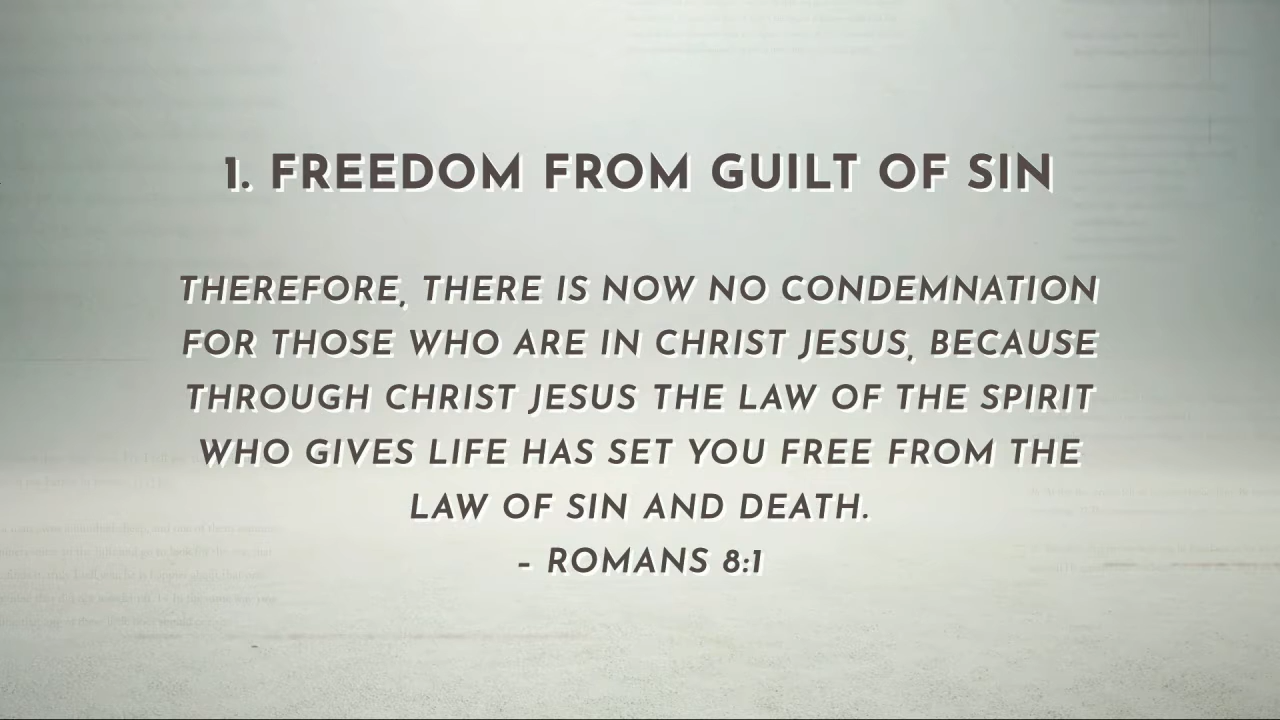 1. FREEDOM FROM GUILT OF SIN
THEREFORE, THERE IS NOW NO CONDEMNATION
FOR THOSE WHO ARE IN CHRIST JESUS, BECAUSE
THROUGH CHRIST JESUS THE LAW OF THE SPIRIT
WHO GIVES LIFE HAS SET YOU FREE FROM THE
LAW OF SIN AND DEATH.
– ROMANS 8:1